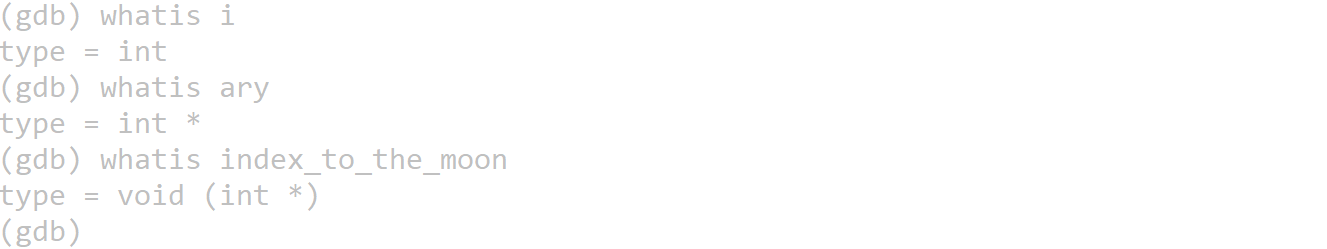 (gdb) whatis i
type = int
(gdb) whatis ary
type = int *
(gdb) whatis index_to_the_moon
type = void (int *)
(gdb)